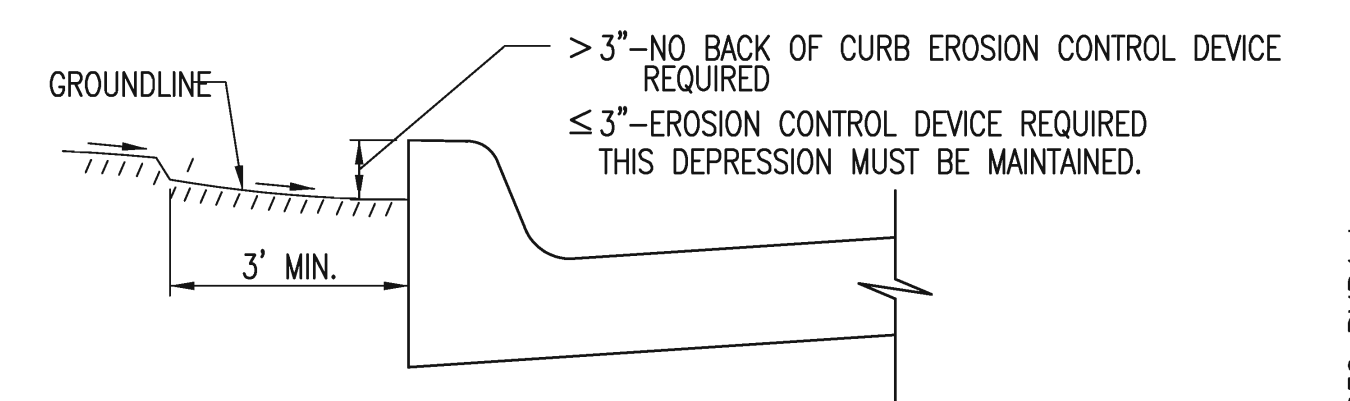 > 3"-NO BACK OF CURB EROSION CONTROL DEVICE
REQUIRED
≤ 3"-EROSION CONTROL DEVICE REQUIRED
THIS DEPRESSION MUST BE MAINTAINED.
GROUNDLINE
3' MIN.